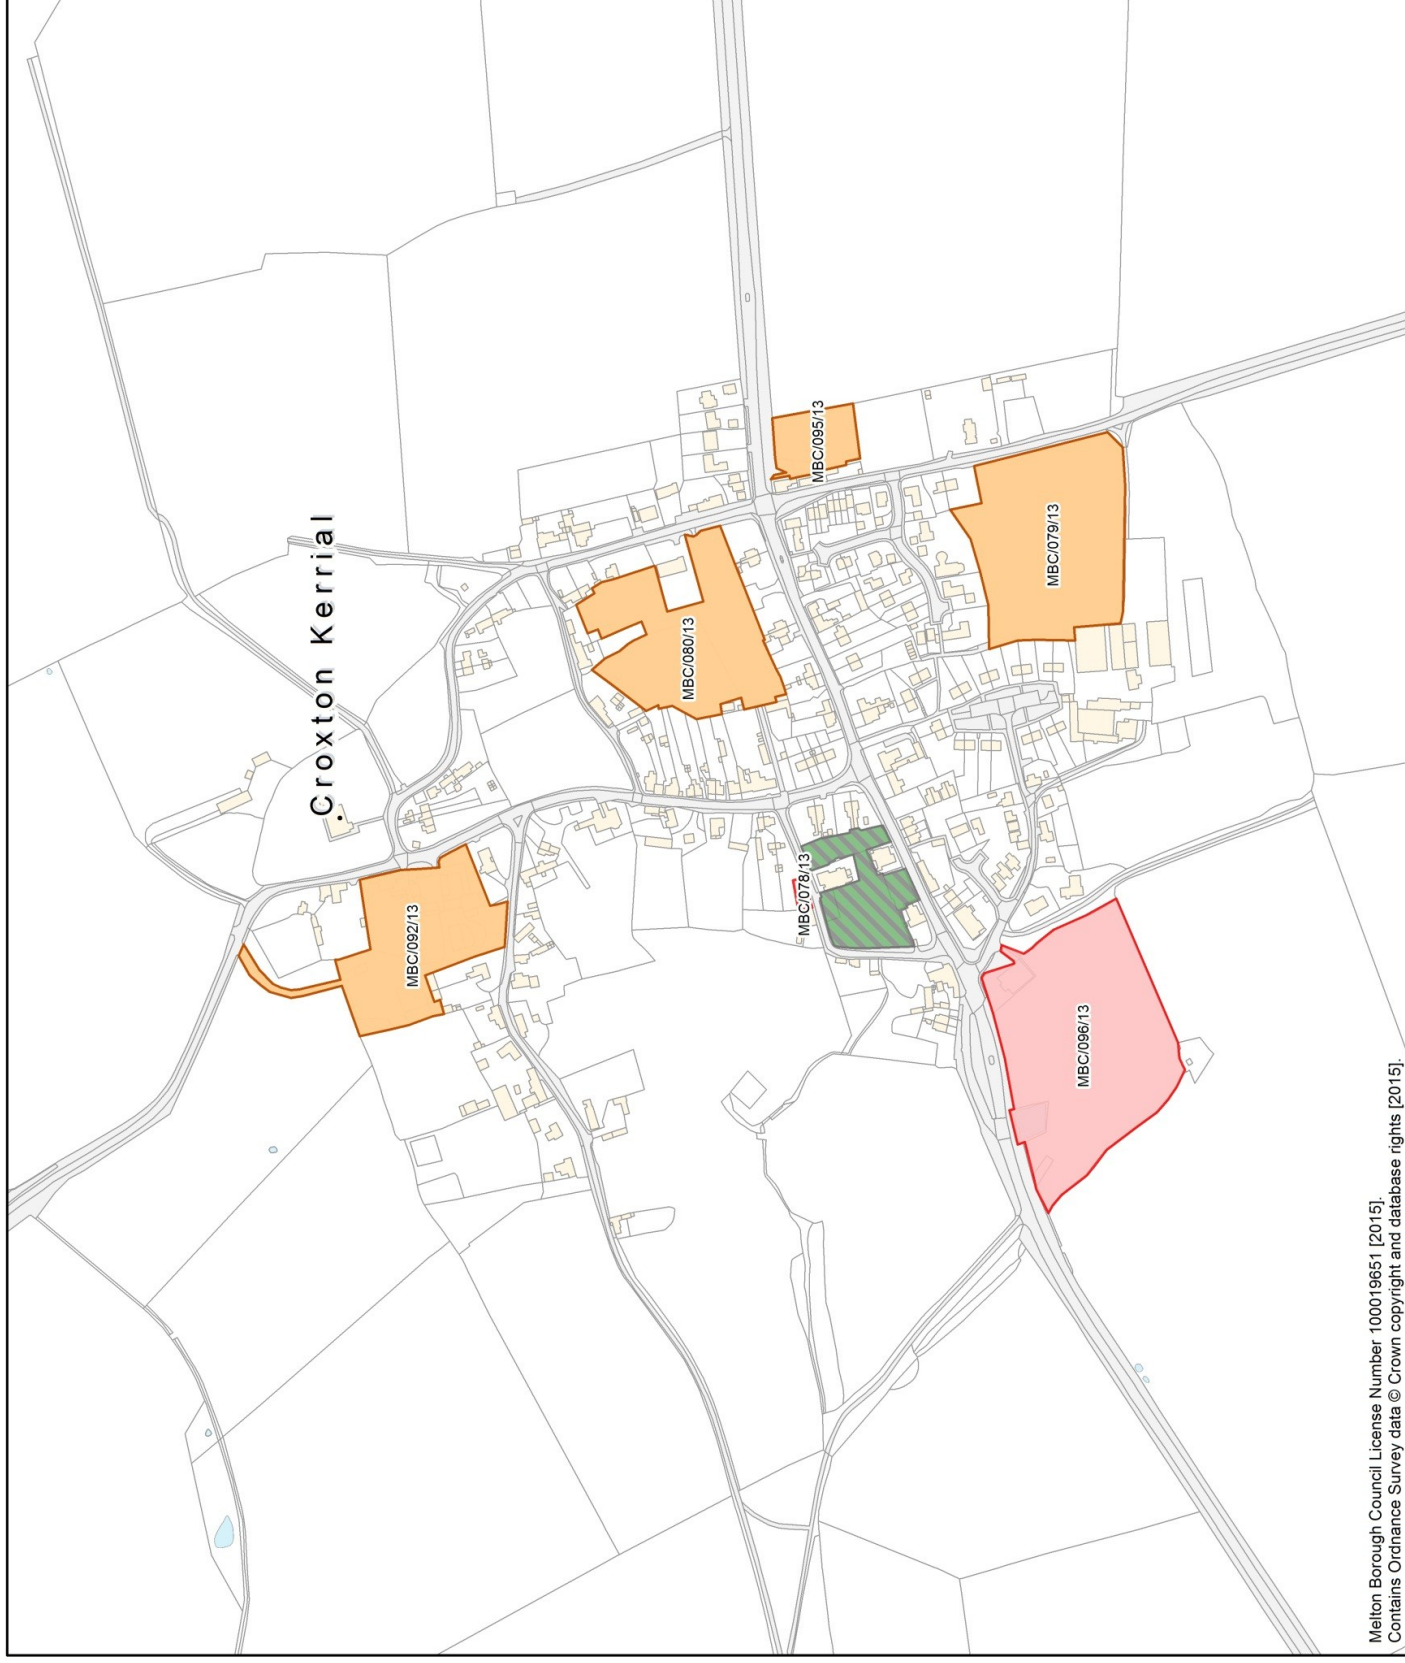 Croxton Kerrial
MBC/092/13
MBC/080/13
MBC/095/13
MBC/078/13
MBC/079/13
MBC/096/13
Melton Borough Council License Number 100019651 [2015].
Contains Ordnance Survey data © Crown copyright and database rights [2015].